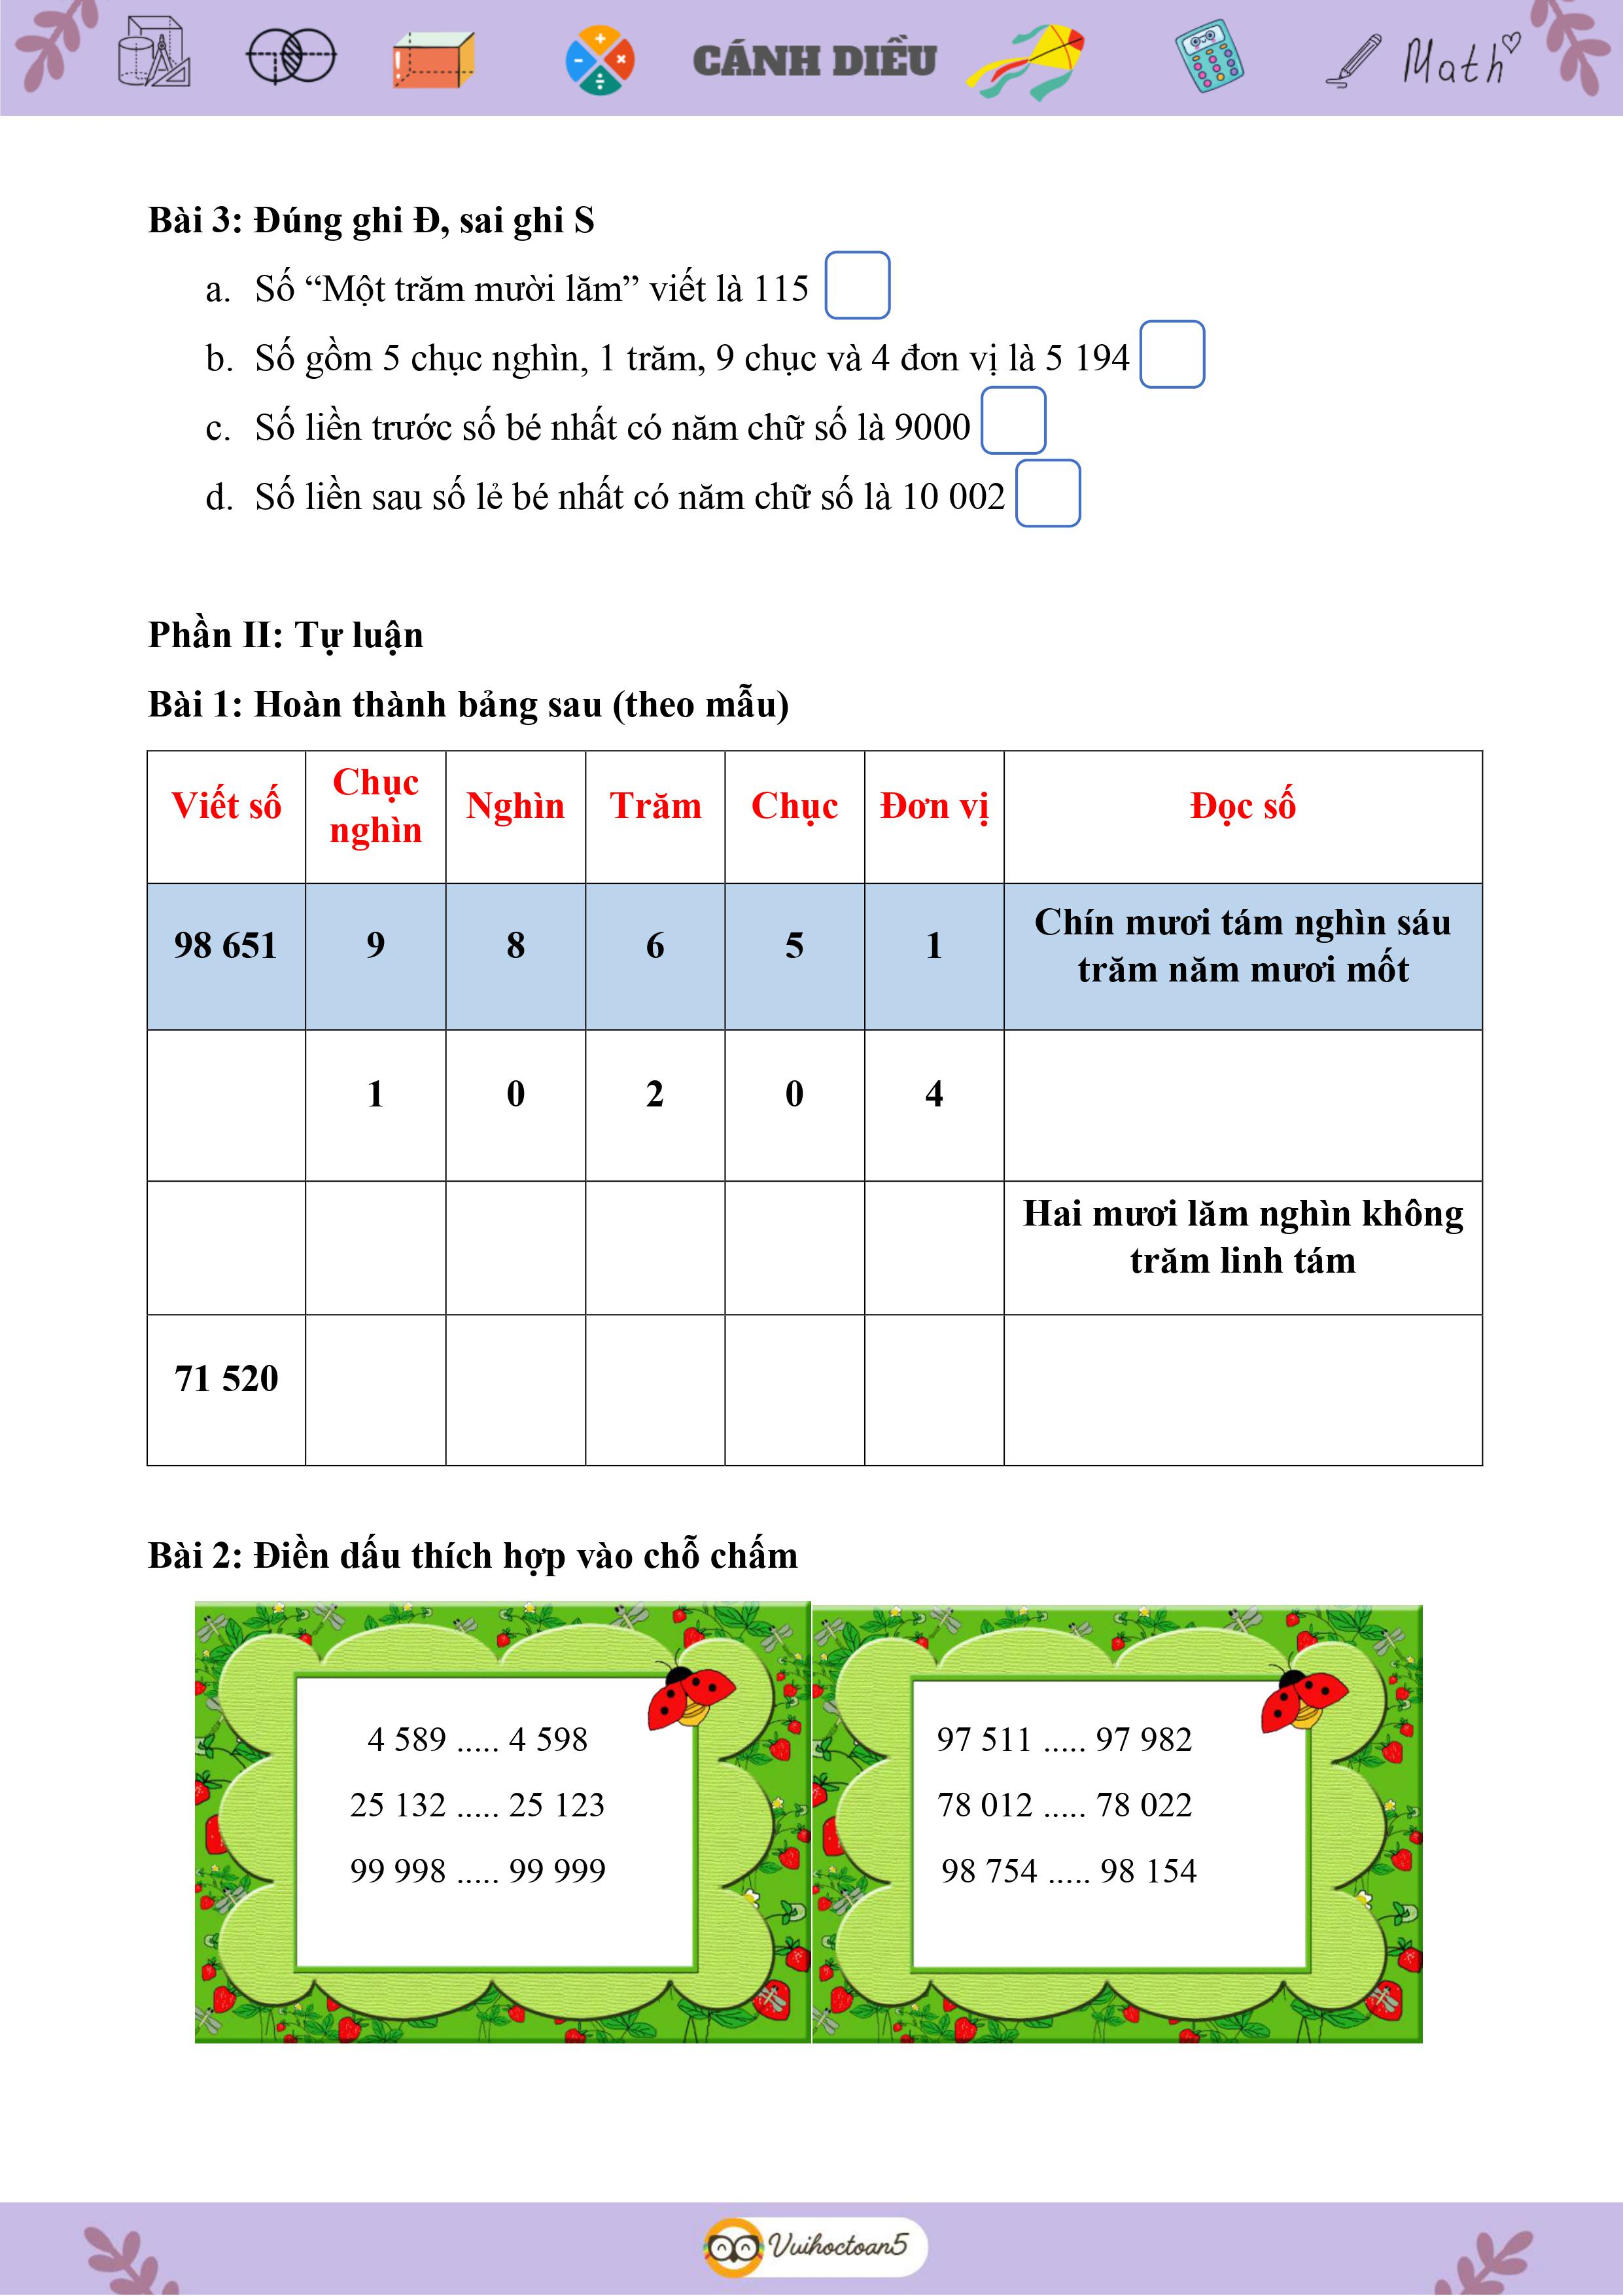 CÁNH DIỀU
Math
Bài 3: Đúng ghi Đ, sai ghi S
a. Số “Một trăm mười lăm” viết là 115
b. Số gồm 5 chục nghìn, 1 trăm, 9 chục và 4 đơn vị là 5 194
c. Số liền trước số bé nhất có năm chữ số là 9000
d. Số liền sau số lẻ bé nhất có năm chữ số là 10 002
Phần II: Tự luận
Bài 1: Hoàn thành bảng sau (theo mẫu)
Viết số Chục nghìn Nghìn Trăm Chục Đơn vị Đọc số
98 651 9 8 6 5 1 Chín mươi tám nghìn sáu trăm năm mươi mốt
1 0 2 0 4
Hai mươi lăm nghìn không trăm linh tám
71 520
Bài 2: Điền dấu thích hợp vào chỗ chấm
4 589 ..... 4 598
25 132 ..... 25 123
99 998 ..... 99 999
97 511 ..... 97 982
78 012 ..... 78 022
98 754 ..... 98 154
Vuihoctoan5